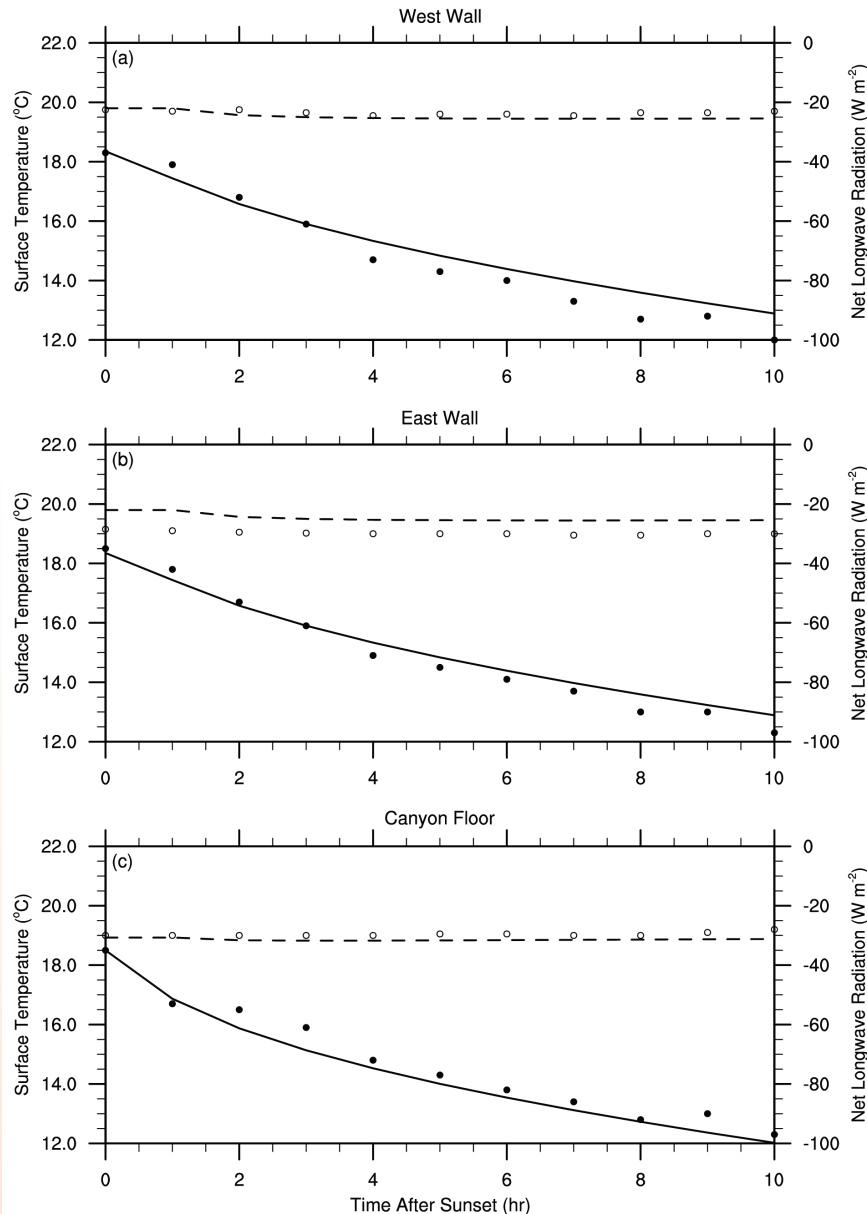 West Wall
(a)
22.0
20.0
18.0
16.0
14.0
12.0
Surface Temperature (°C)
0
-20
-40
-60
-80
-100
Net Longwave Radiation (W m-2)
0 2 4 6 8 10
East Wall
(b)
22.0
20.0
18.0
16.0
14.0
12.0
Surface Temperature (°C)
0
-20
-40
-60
-80
-100
Net Longwave Radiation (W m-2)
0 2 4 6 8 10
Canyon Floor
(c)
22.0
20.0
18.0
16.0
14.0
12.0
Surface Temperature (°C)
0
-20
-40
-60
-80
-100
Net Longwave Radiation (W m-2)
0 2 4 6 8 10
Time After Sunset (hr)